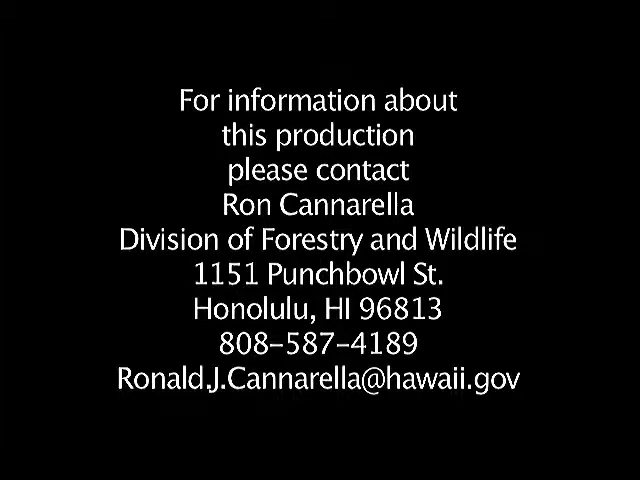 For information about
this production
please contact
Ron Cannarella
Division of Forestry and Wildlife
1151 Punchbowl St.
Honolulu, HI 96813
808-587-4189
Ronald.J.Cannarella@hawaii.gov